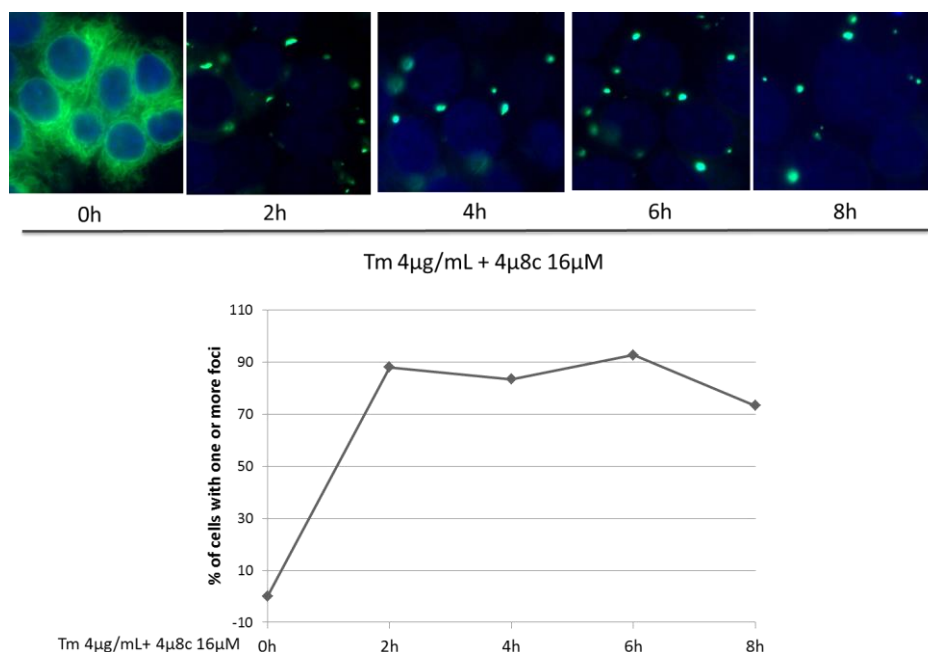 0h 2h 4h 6h 8h
Tm 4µg/mL + 4µ8c 16µM
110
90
70
50
30
10
-10
% of cells with one or more foci
Tm 4µg/mL+ 4µ8c 16µM 0h 2h 4h 6h 8h